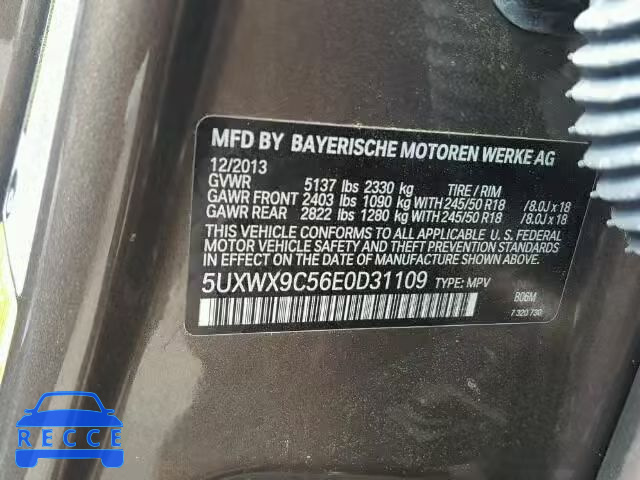 MFD BY BAYERISCHE MOTOREN WERKE AG
12/2013
GVWR 5137 lbs 2330 kg TIRE / RIM
GAWR FRONT 2403 lbs 1090 kg WITH 245/50 R18 /8.0J x 18
GAWR REAR 2822 lbs 1280 kg WITH 245/50 R18 /8.0J x 18
THIS VEHICLE CONFORMS TO ALL APPLICABLE U. S. FEDERAL
MOTOR VEHICLE SAFETY, BUMPER, AND THEFT PREVENTION STANDARDS
IN EFFECT ON THE DATE OF MANUFACTURE SHOWN ABOVE.
5UXWX9C56E0D31109 TYPE: MPV
B06M
7 320 730
RECCE